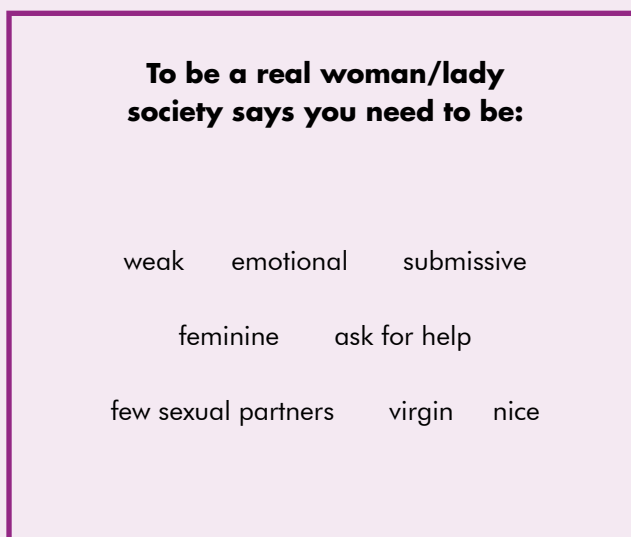 To be a real woman/lady
society says you need to be:
weak emotional submissive
feminine ask for help
few sexual partners virgin nice